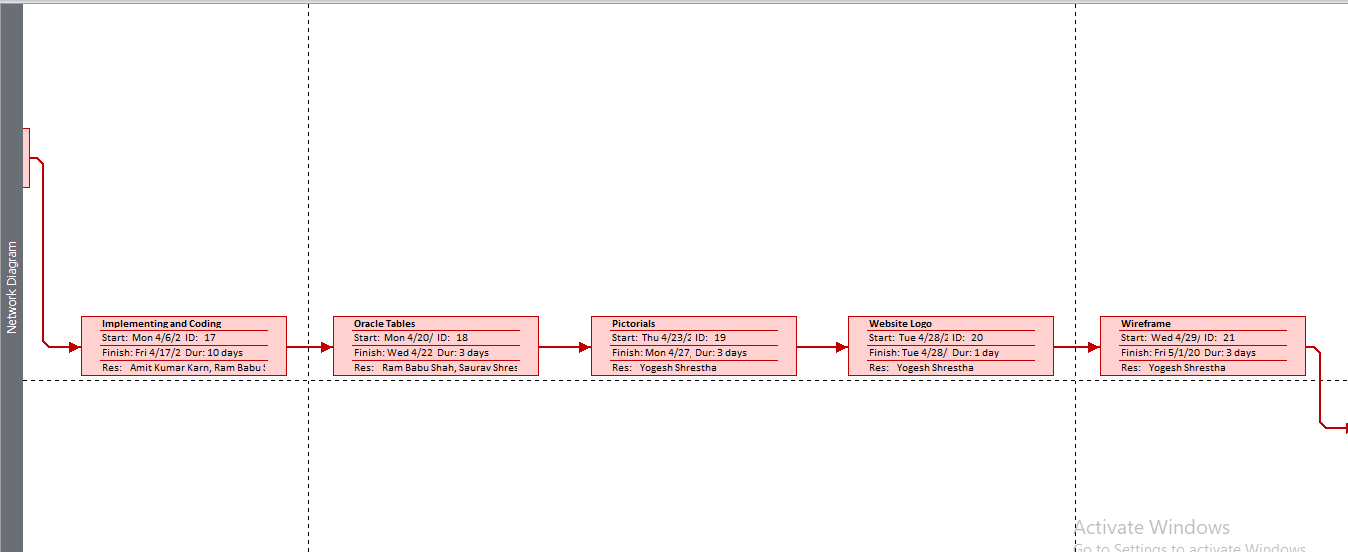 Network Diagram
Implementing and Coding
Start: Mon 4/6/2 ID: 17
Finish: Fri 4/17/2 Dur: 10 days
Res: Amit Kumar Karn, Ram Babu
Oracle Tables
Start: Mon 4/20/ ID: 18
Finish: Wed 4/22 Dur: 3 days
Res: Ram Babu Shah, Saurav Shres
Pictorials
Start: Thu 4/23/2 ID: 19
Finish: Mon 4/27, Dur: 3 days
Res: Yogesh Shrestha
Website Logo
Start: Tue 4/28/2 ID: 20
Finish: Tue 4/28/ Dur: 1 day
Res: Yogesh Shrestha
Wireframe
Start: Wed 4/29/ ID: 21
Finish: Fri 5/1/20 Dur: 3 days
Res: Yogesh Shrestha
Activate Windows
Go to Settings to activate Windows